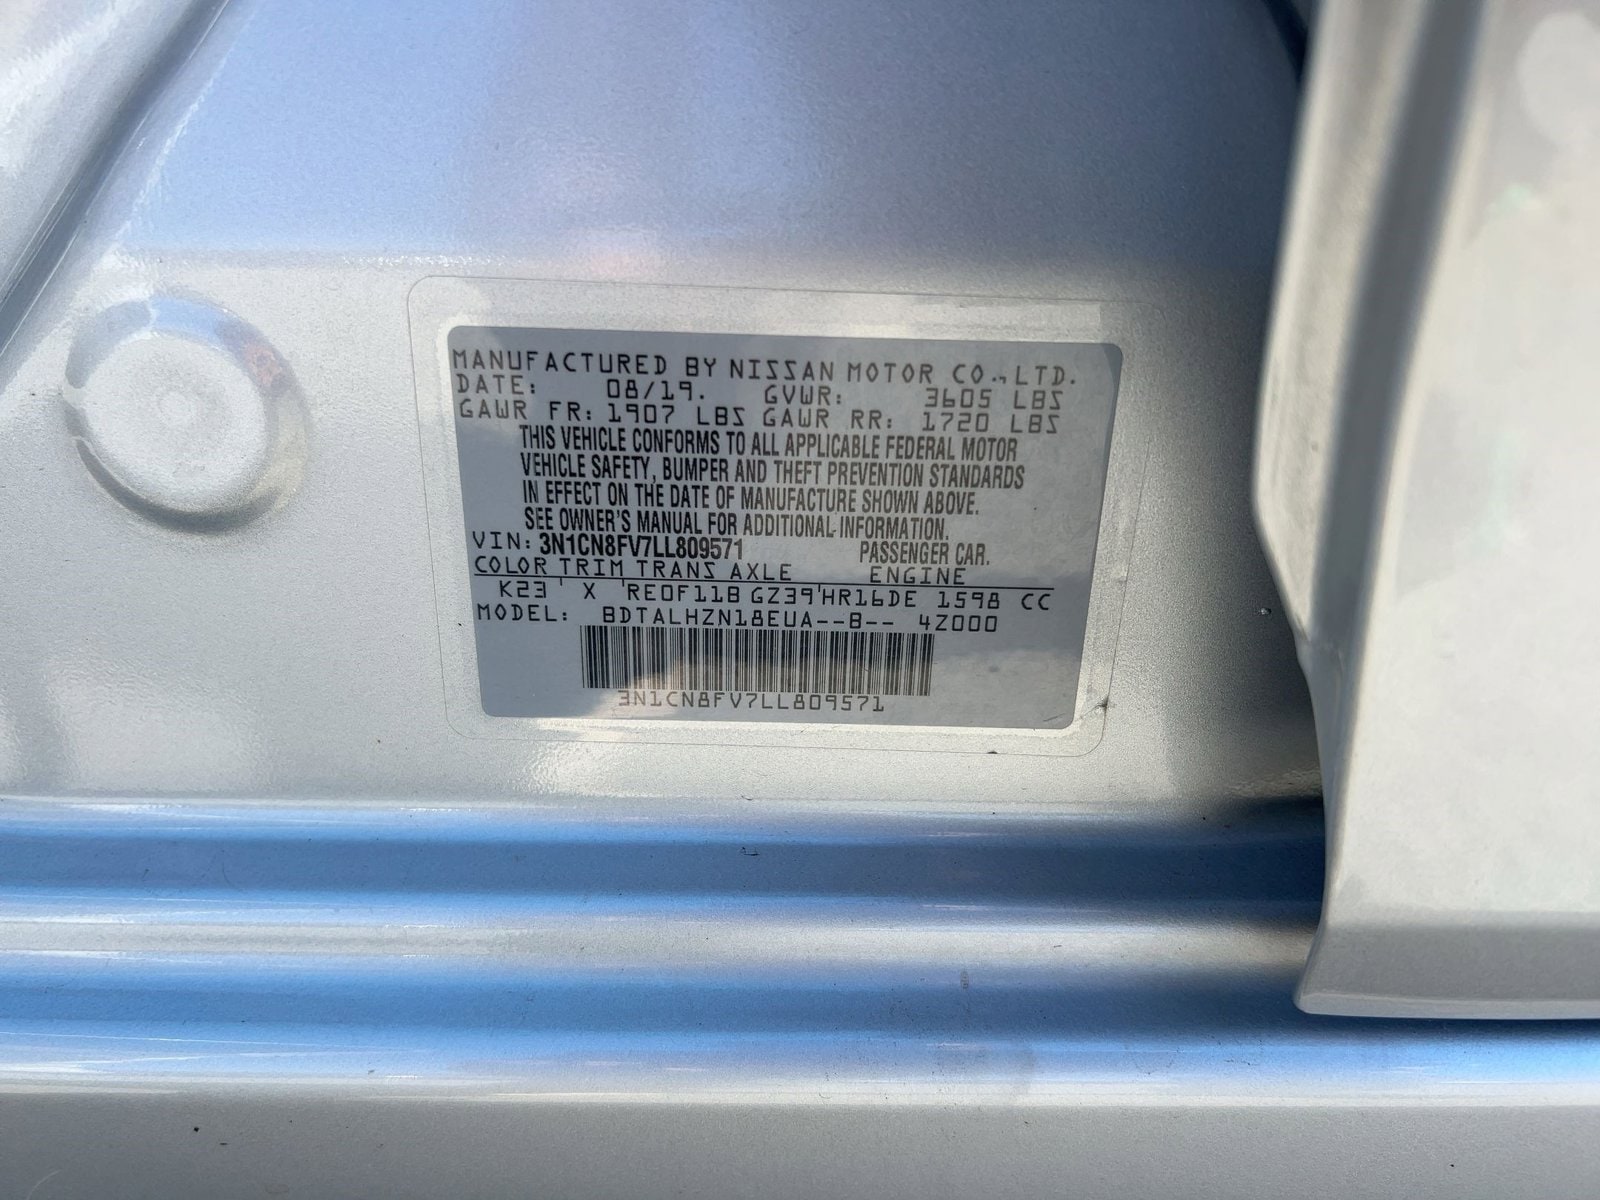 MANUFACTURED BY NISSAN MOTOR CO.,LTD.
DATE: 08/19. GVWR: 3605 LBS
GAWR FR: 1907 LBS GAWR RR: 1720 LBS
THIS VEHICLE CONFORMS TO ALL APPLICABLE FEDERAL MOTOR
VEHICLE SAFETY, BUMPER AND THEFT PREVENTION STANDARDS
IN EFFECT ON THE DATE OF MANUFACTURE SHOWN ABOVE.
SEE OWNER'S MANUAL FOR ADDITIONAL INFORMATION.
VIN: 3N1CN8FV7LL809571 PASSENGER CAR.
COLOR TRIM TRANS AXLE ENGINE
K23 ' X 'RE0F11B GZ39'HR16DE 1598 CC
MODEL: BDTALHZN18EUA--B-- 4Z000
3N1CN8FV7LL809571